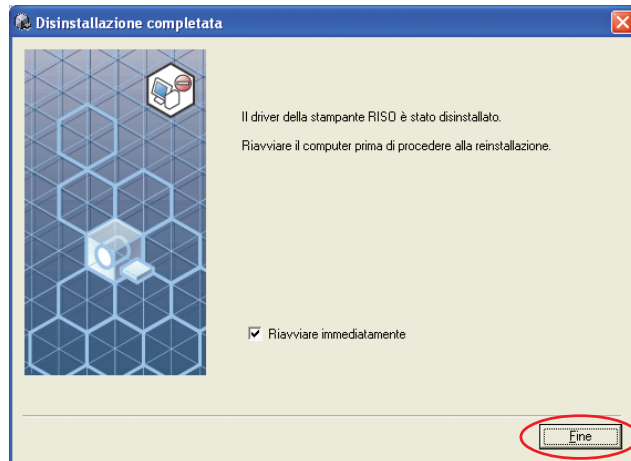 Disinstallazione completata
Il driver della stampante RISO è stato disinstallato.
Riavviare il computer prima di procedere alla reinstallazione.
Riavviare immediatamente
Fine